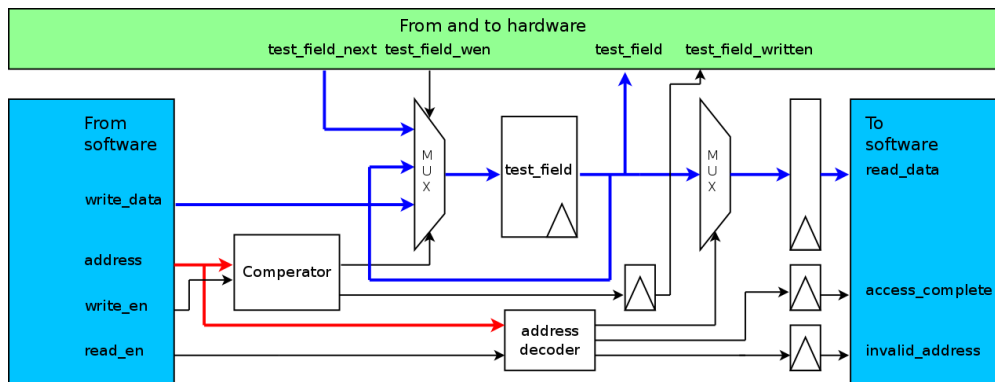 From and to hardware
test_field_next test_field_wen test_field test_field_written
From
software
To
software
MUX
test_field
MUX
read_data
write_data
address
Comperator
write_en
access_complete
address
decoder
read_en
invalid_address